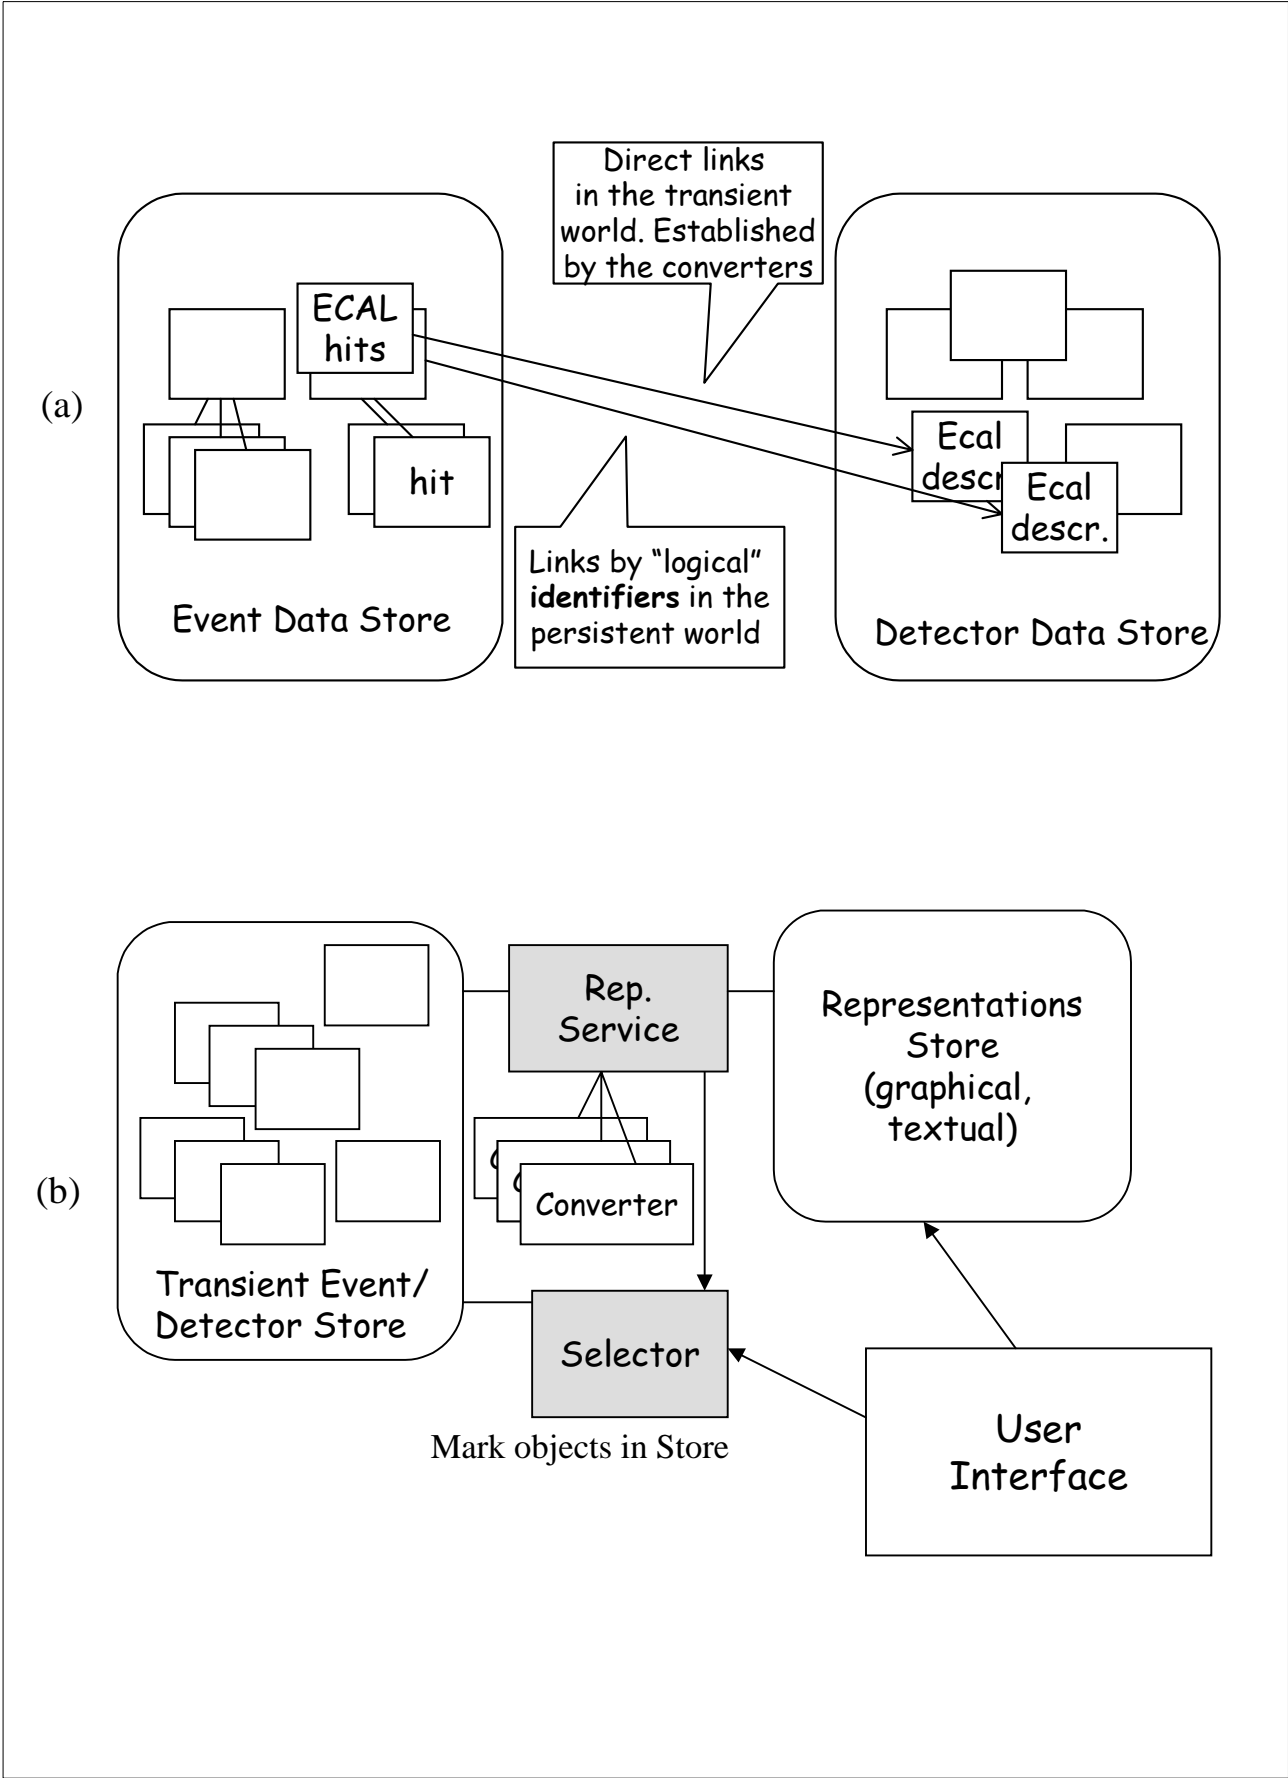 Direct links
in the transient
world. Established
by the converters
ECAL
hits
(a)
Ecal
descr
Ecal
descr.
hit
Links by “logical”
identifiers in the
persistent world
Event Data Store
Detector Data Store
Rep.
Service
Representations
Store
(graphical,
textual)
(b)
Converter
Transient Event/
Detector Store
Selector
Mark objects in Store
User
Interface